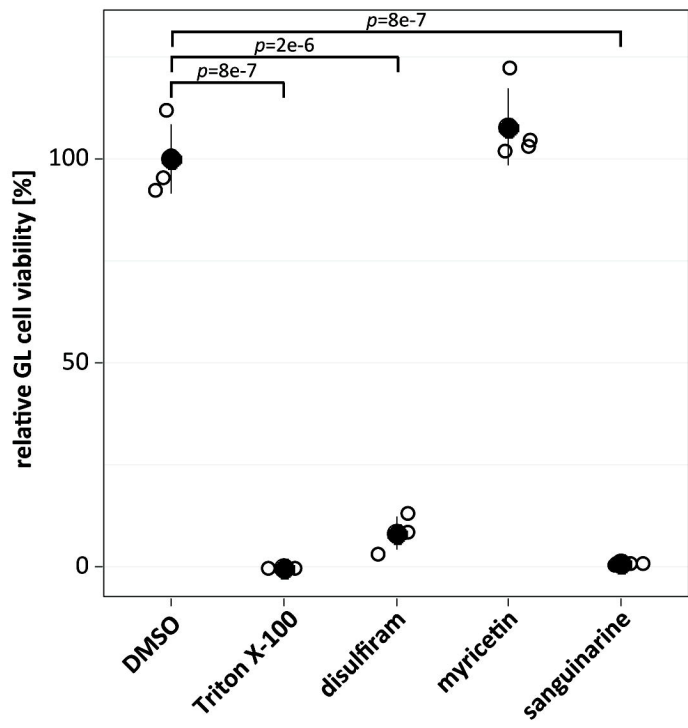 p=8e-7
p=2e-6
p=8e-7
relative GL cell viability [%]
100
50
0
DMSO
Triton X-100
disulfiram
myricetin
sanguinarine